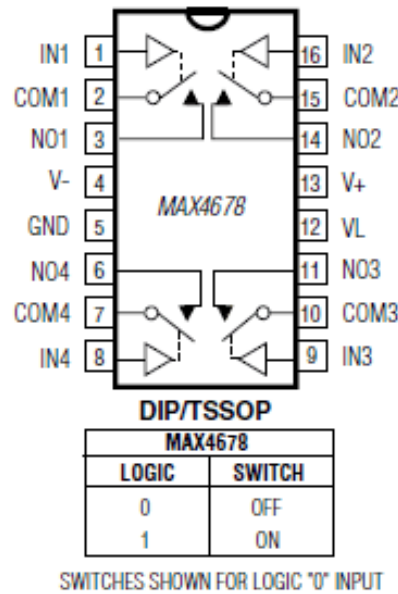 IN1 1 16 IN2
COM1 2 15 COM2
NO1 3 14 NO2
V- 4 13 V+
MAX4678
GND 5 12 VL
NO4 6 11 NO3
COM4 7 10 COM3
IN4 8 9 IN3
DIP/TSSOP
MAX4678
LOGIC SWITCH
0 OFF
1 ON
SWITCHES SHOWN FOR LOGIC "0" INPUT